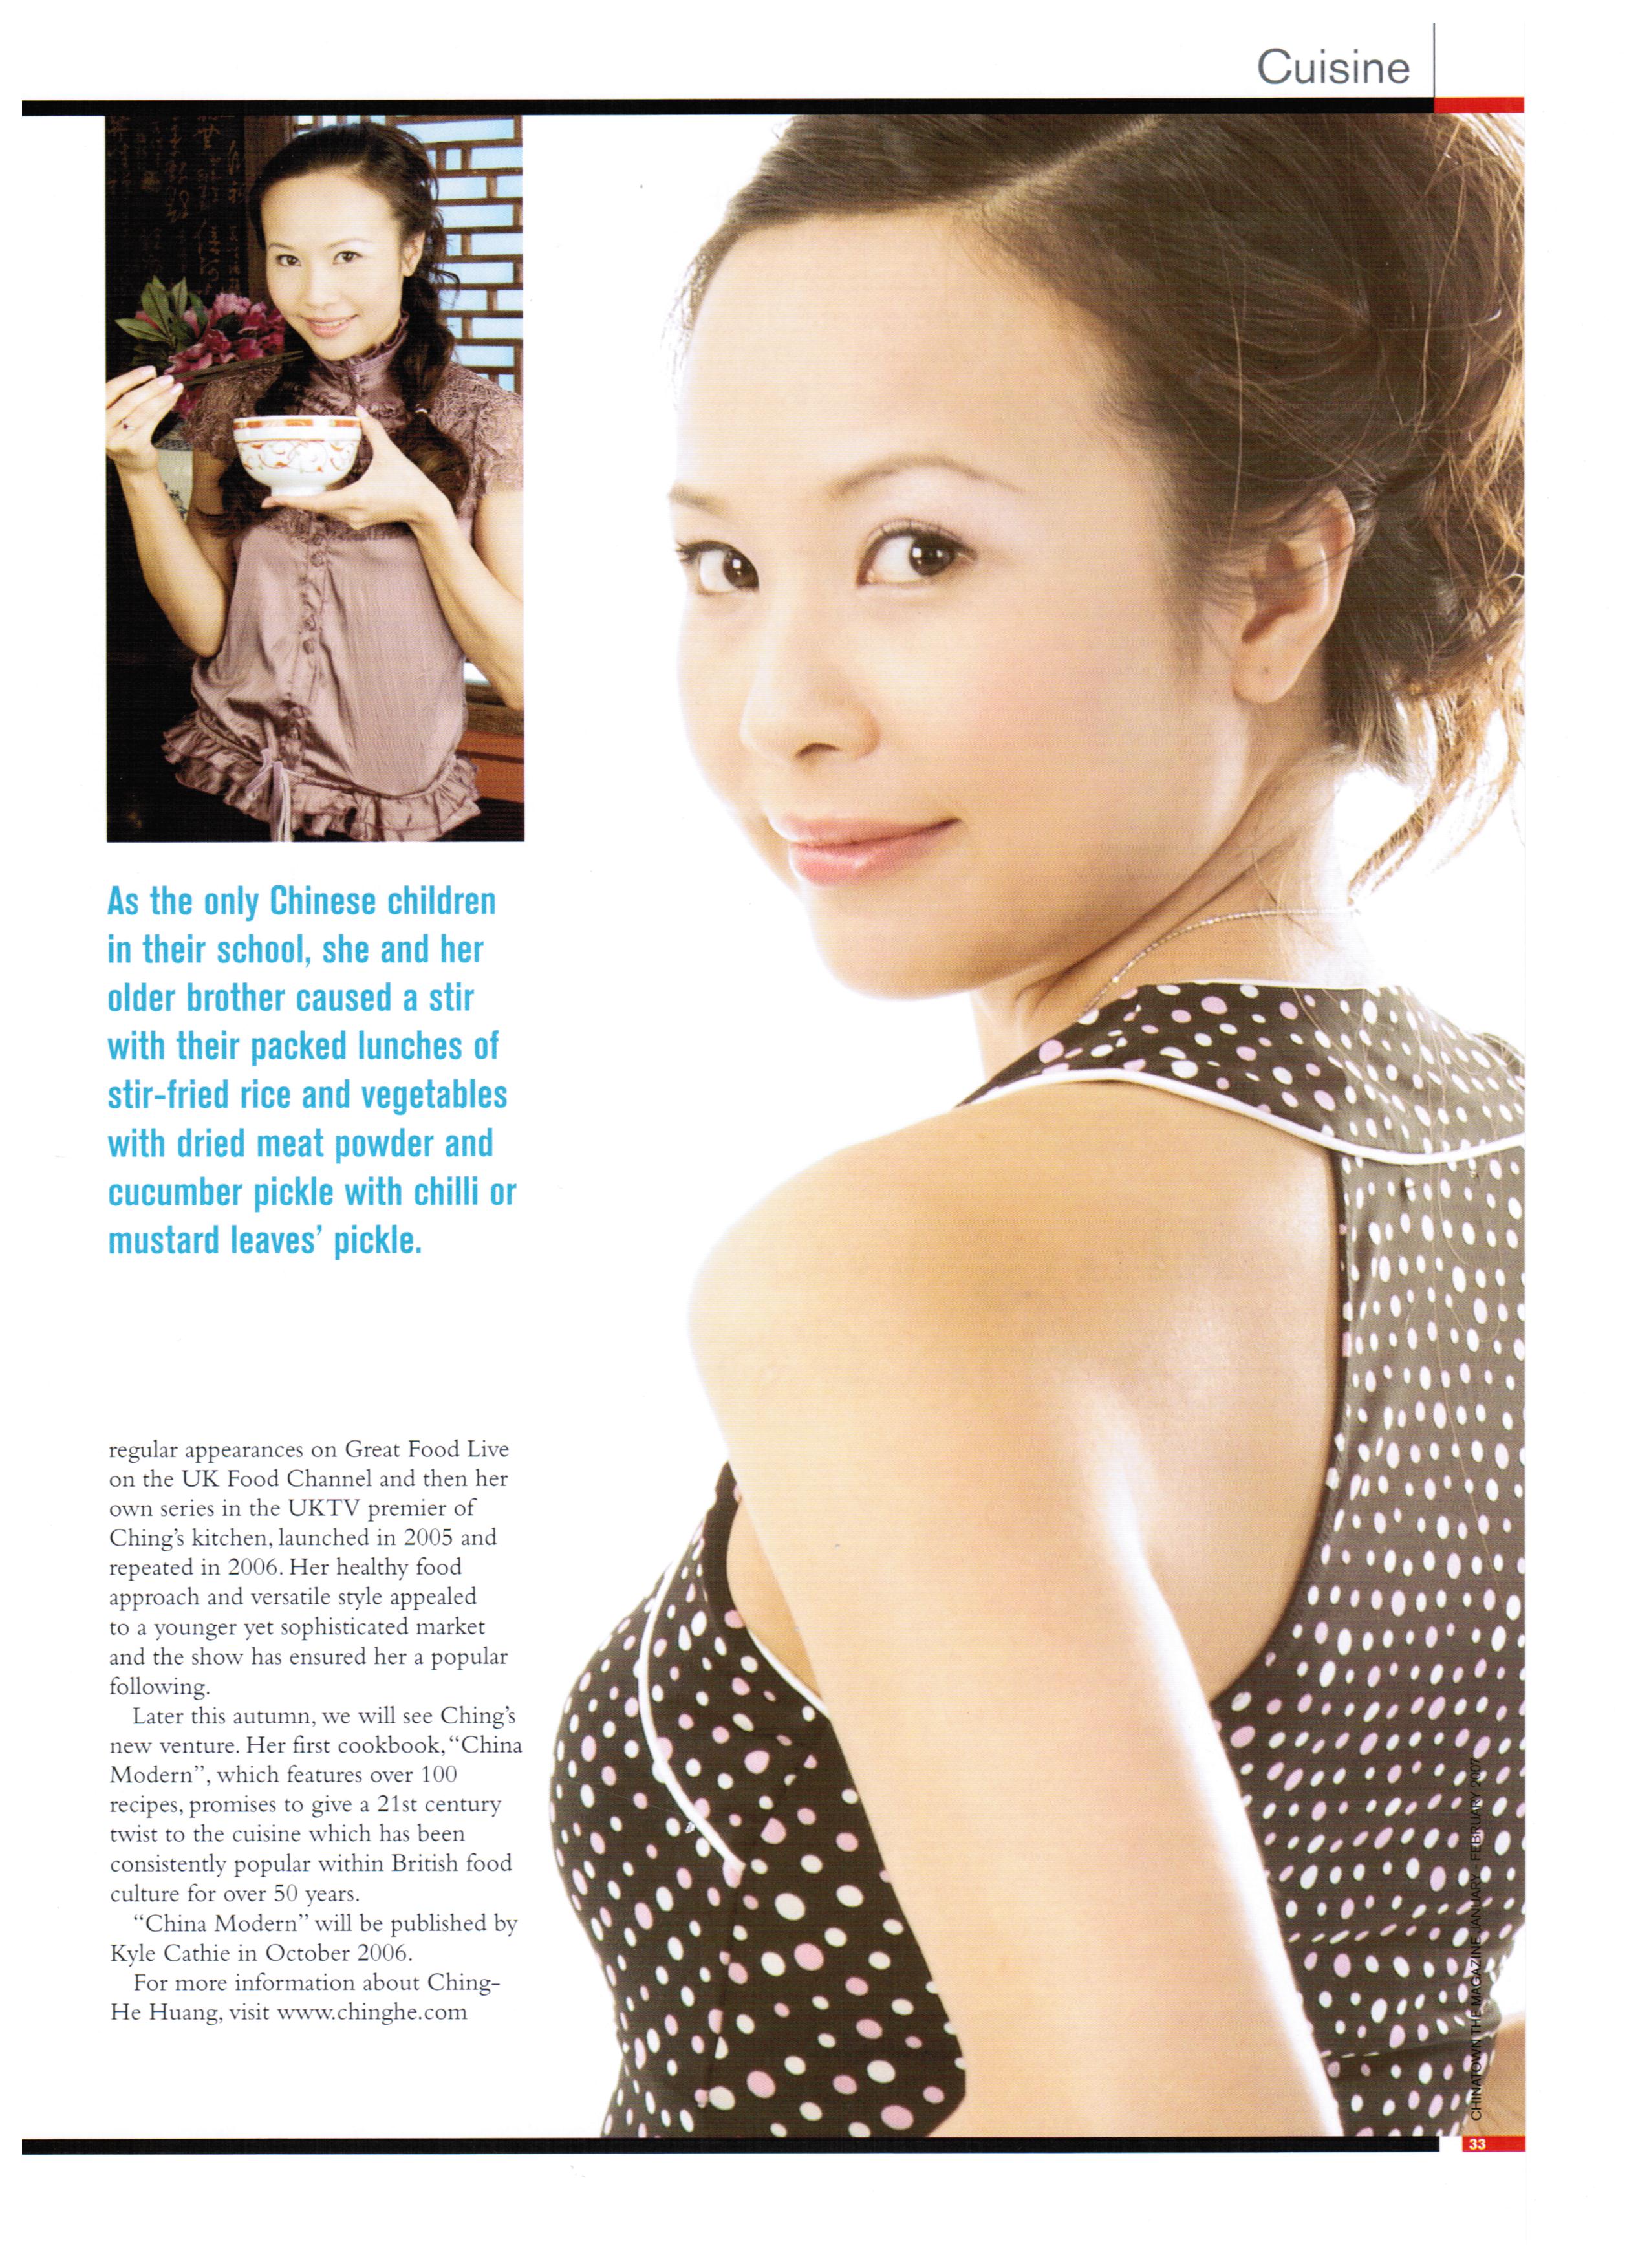 Cuisine
As the only Chinese children
in their school, she and her
older brother caused a stir
with their packed lunches of
stir-fried rice and vegetables
with dried meat powder and
cucumber pickle with chilli or
mustard leaves’ pickle.
regular appearances on Great Food Live
on the UK Food Channel and then her
own series in the UKTV premier of
Ching’s kitchen, launched in 2005 and
repeated in 2006. Her healthy food
approach and versatile style appealed
to a younger yet sophisticated market
and the show has ensured her a popular
following.
Later this autumn, we will see Ching’s
new venture. Her first cookbook, “China
Modern”, which features over 100
recipes, promises to give a 21st century
twist to the cuisine which has been
consistently popular within British food
culture for over 50 years.
“China Modern” will be published by
Kyle Cathie in October 2006.
For more information about Ching-
He Huang, visit www.chinghe.com
CHINATOWN THE MAGAZINE JANUARY - FEBRUARY 2007
33